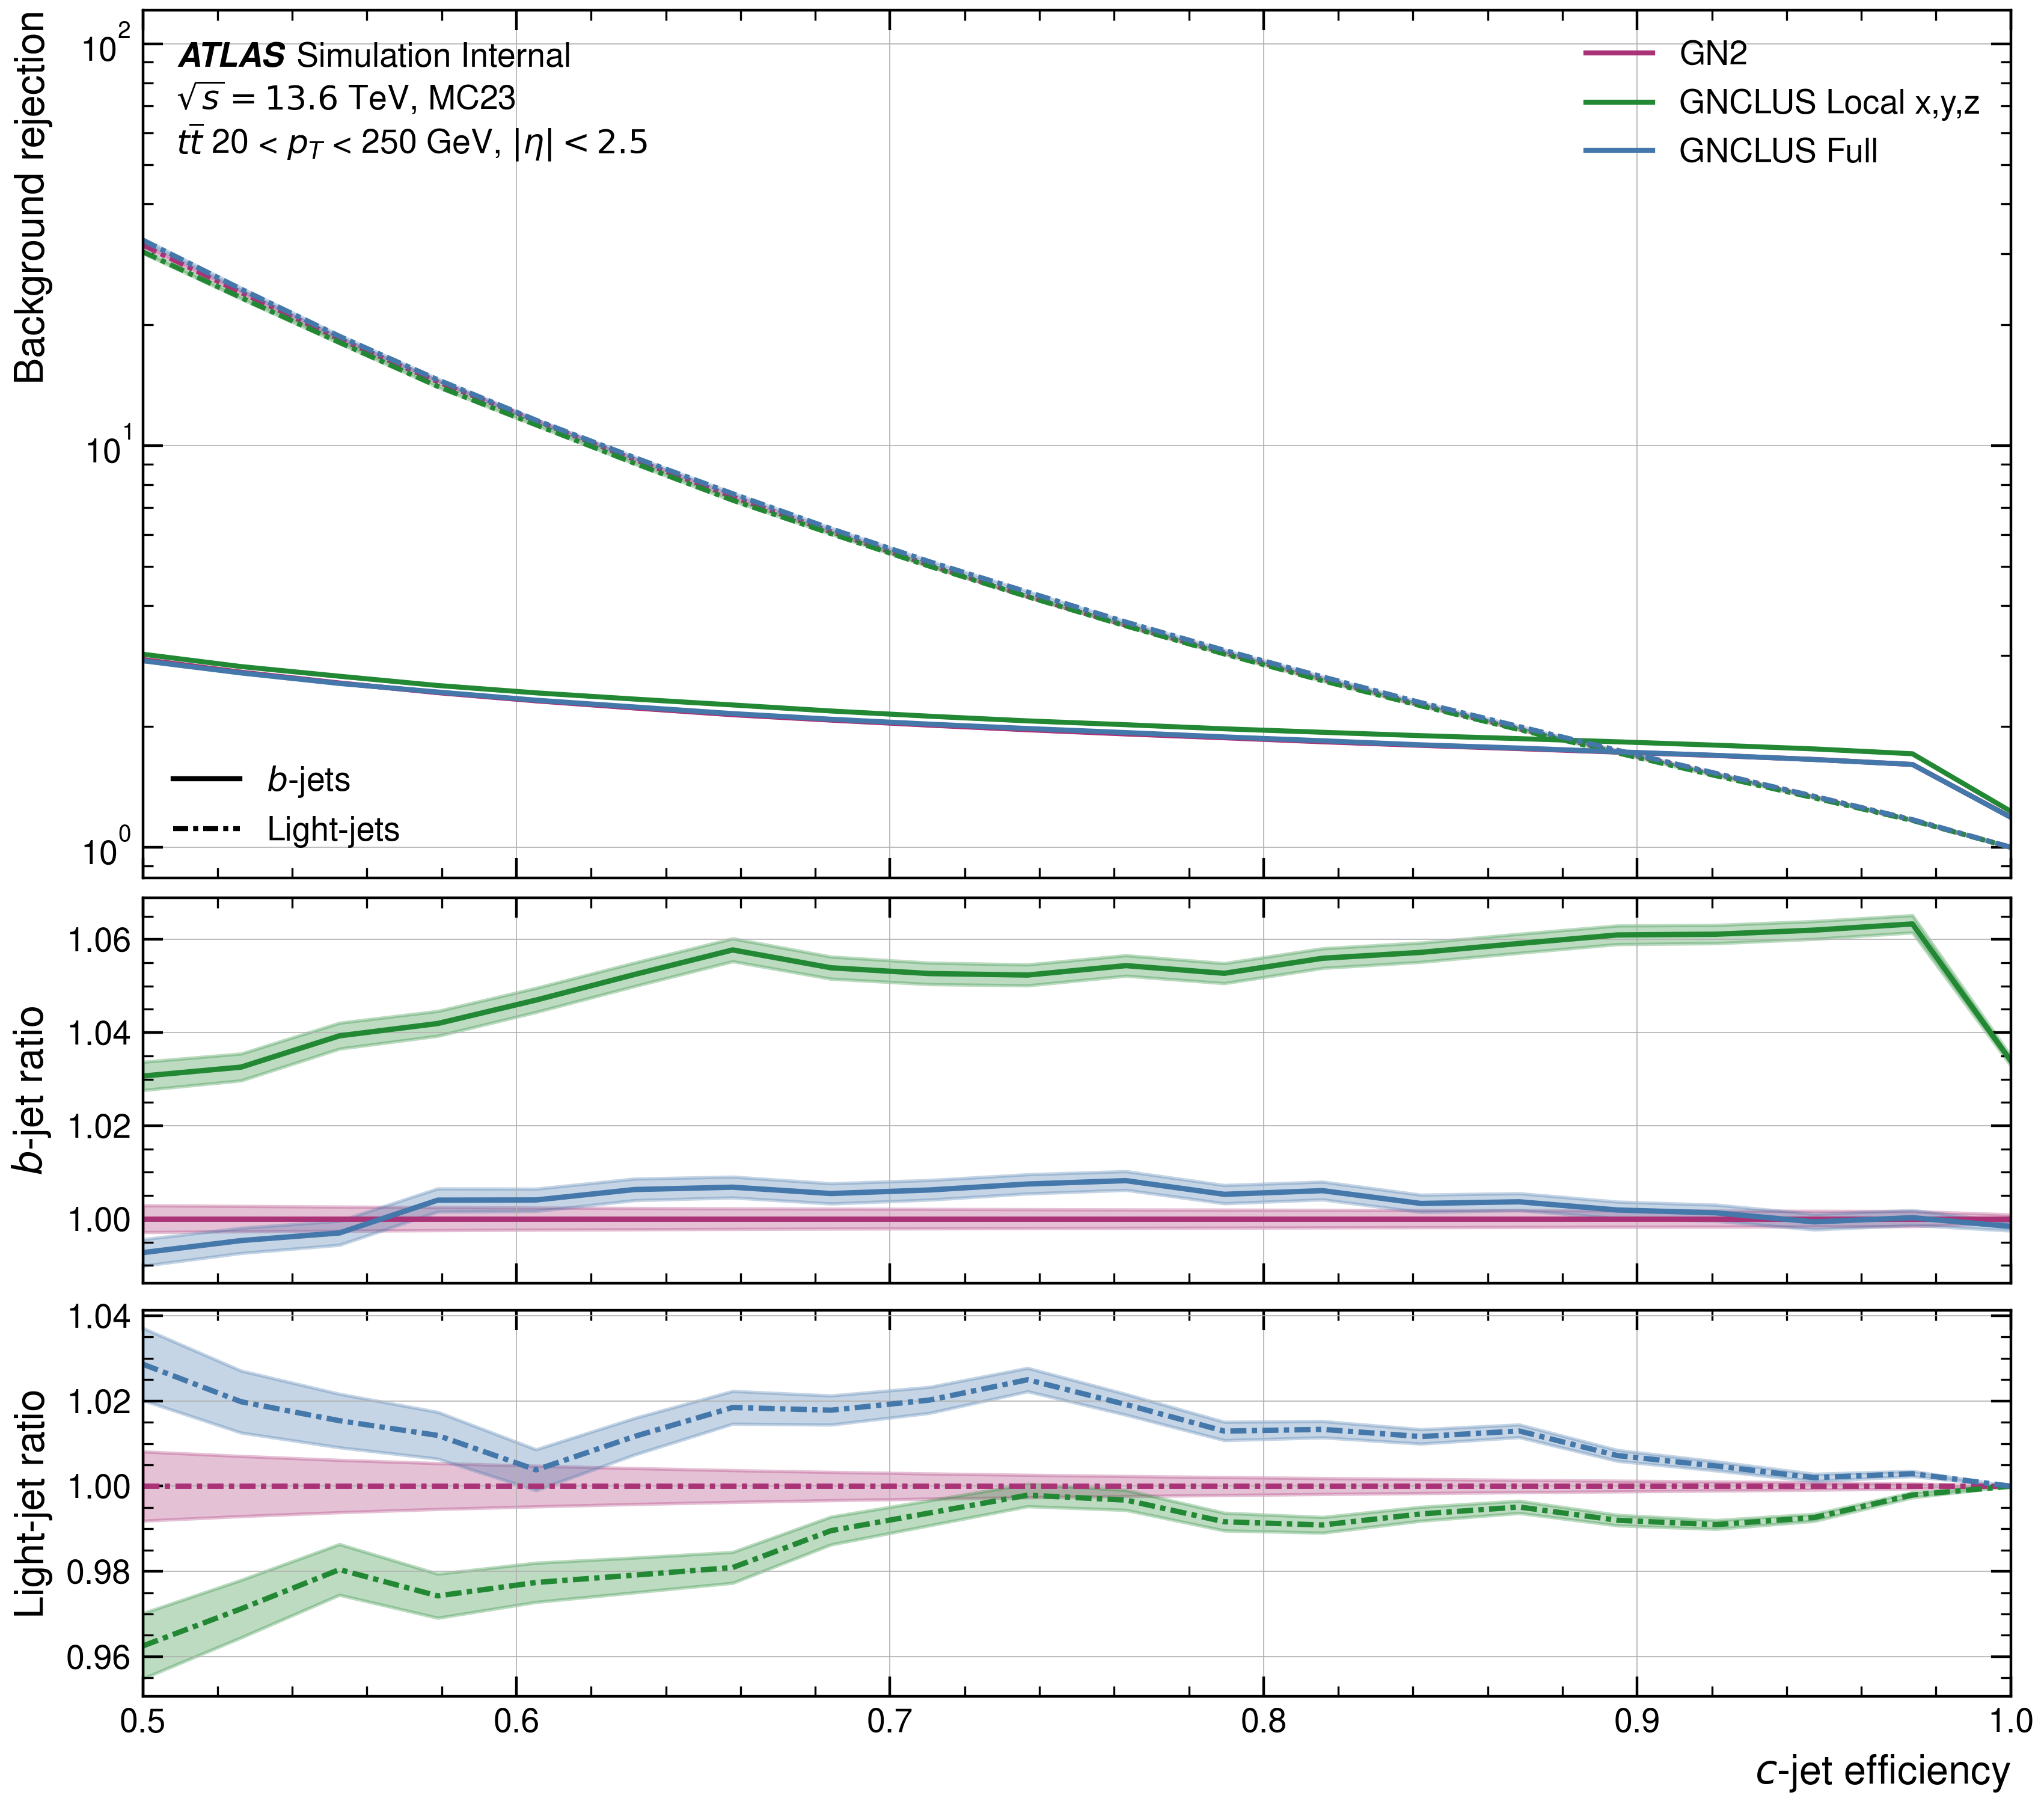 Background rejection
10²
10¹
10⁰
ATLAS Simulation Internal
√s = 13.6 TeV, MC23
tt̄ 20 < p_T < 250 GeV, |η| < 2.5
GN2
GNCLUS Local x,y,z
GNCLUS Full
b-jets
Light-jets
b-jet ratio
1.06
1.04
1.02
1.00
Light-jet ratio
1.04
1.02
1.00
0.98
0.96
0.5 0.6 0.7 0.8 0.9 1.0
c-jet efficiency